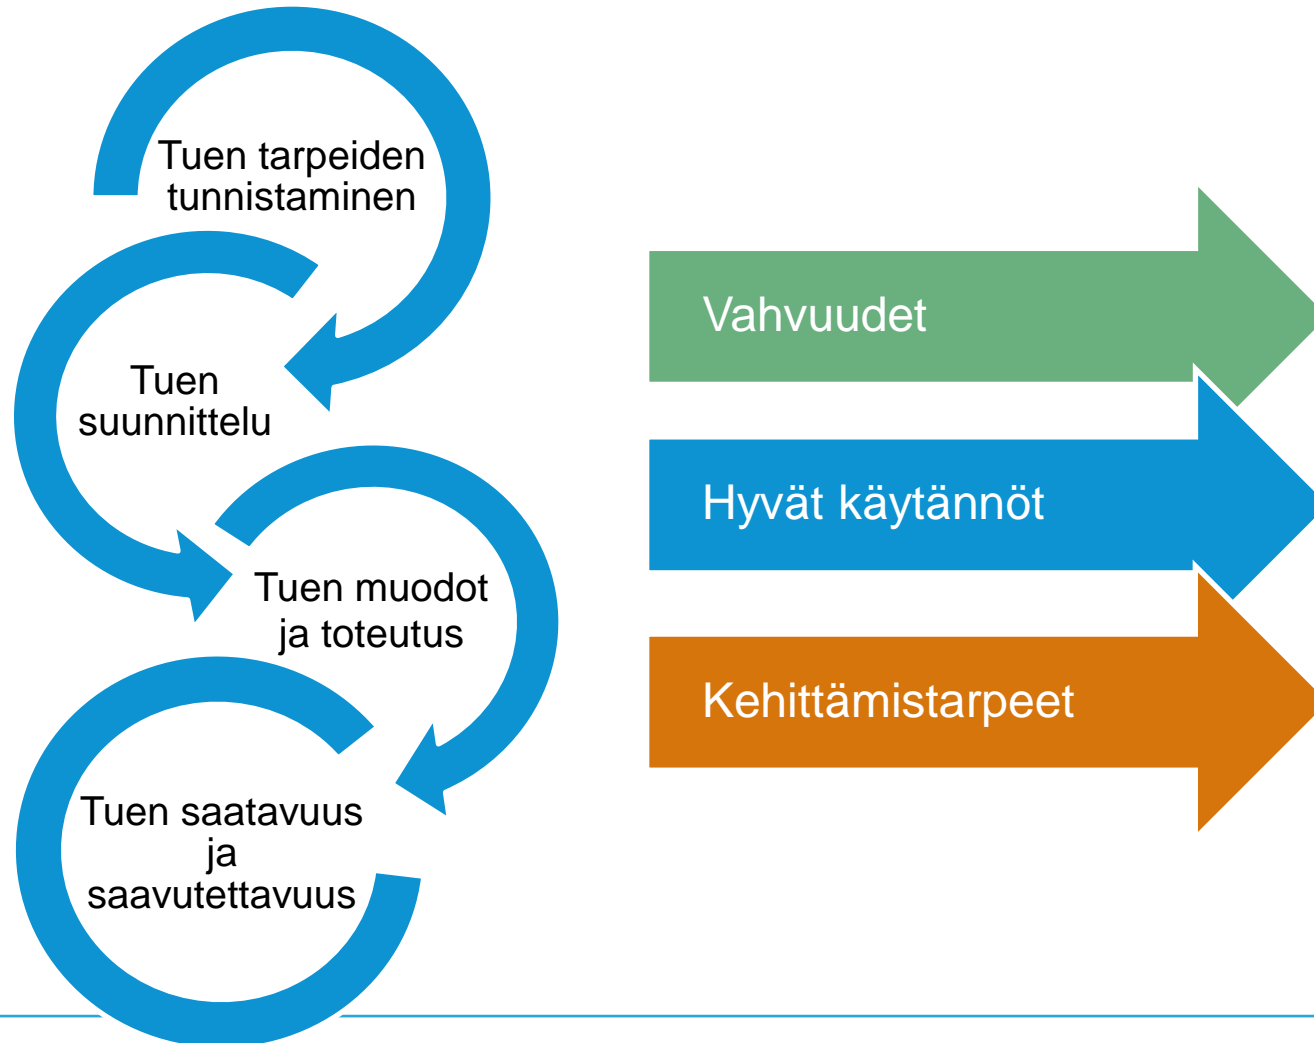 Tuen tarpeiden
tunnistaminen
Tuen
suunnittelu
Tuen muodot
ja toteutus
Tuen saatavuus
ja
saavutettavuus
Vahvuudet
Hyvät käytännöt
Kehittämistarpeet